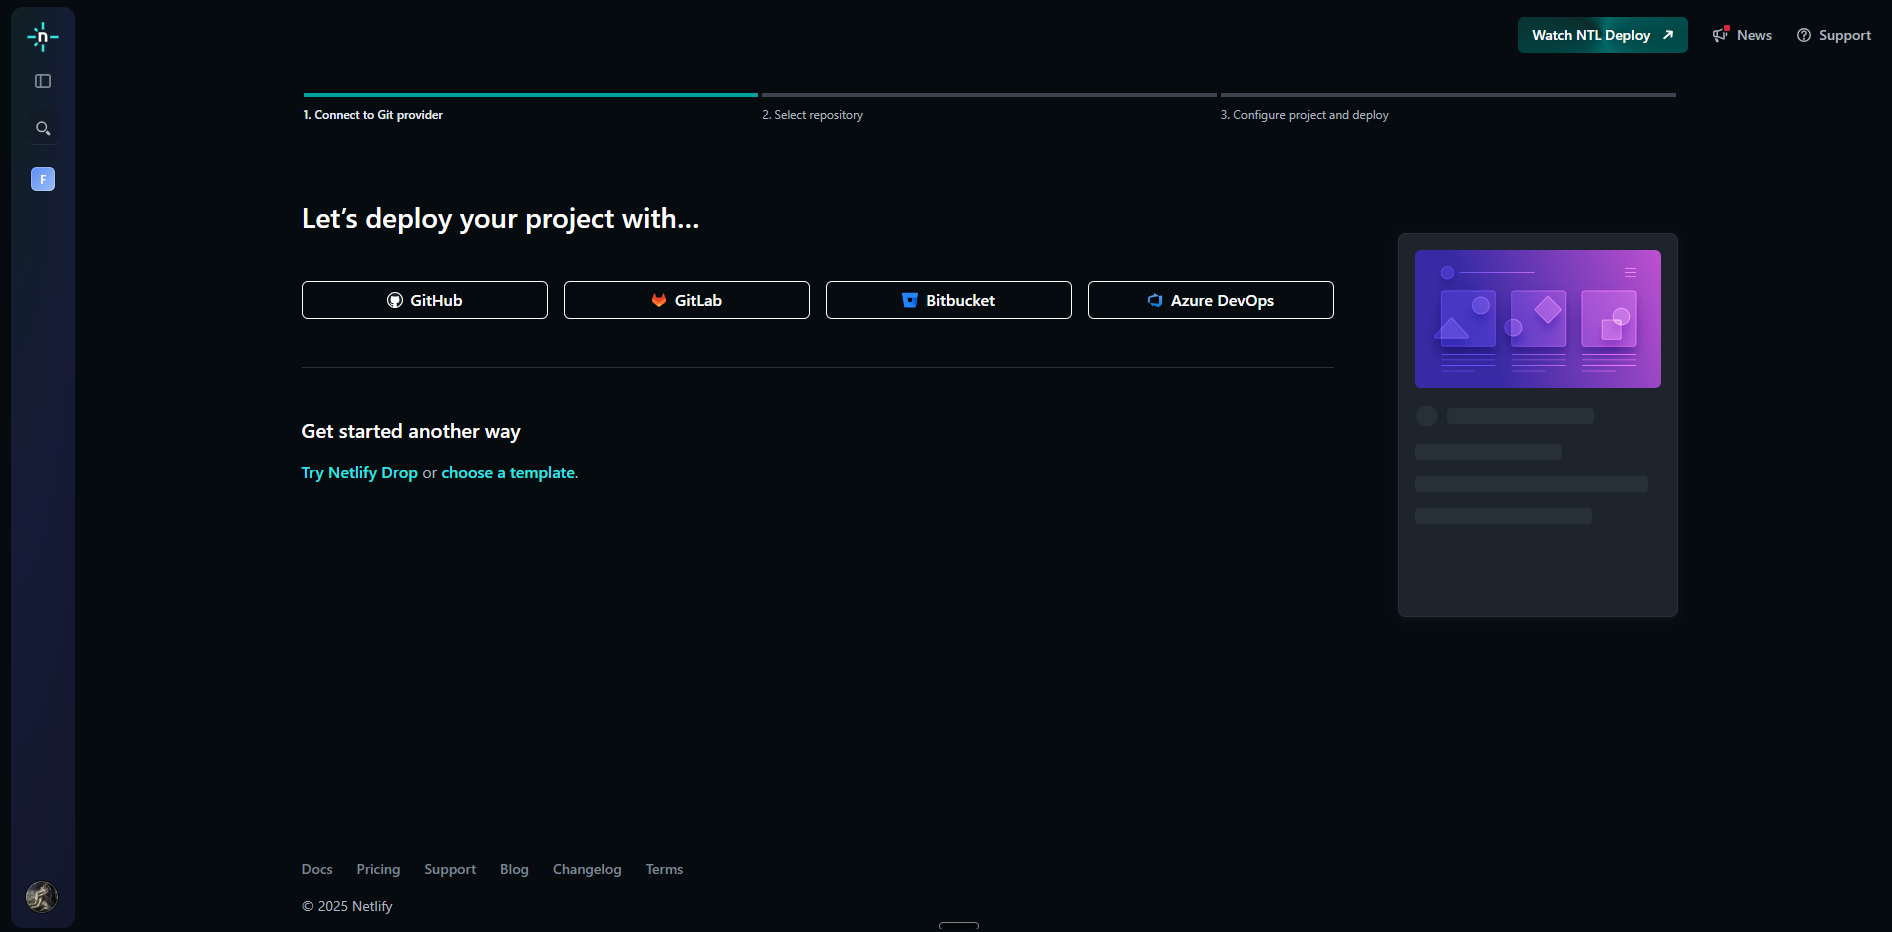 n
Watch NTL Deploy
News
Support
1. Connect to Git provider
2. Select repository
3. Configure project and deploy
F
Let’s deploy your project with…
GitHub
GitLab
Bitbucket
Azure DevOps
Get started another way
Try Netlify Drop or choose a template.
Docs
Pricing
Support
Blog
Changelog
Terms
© 2025 Netlify